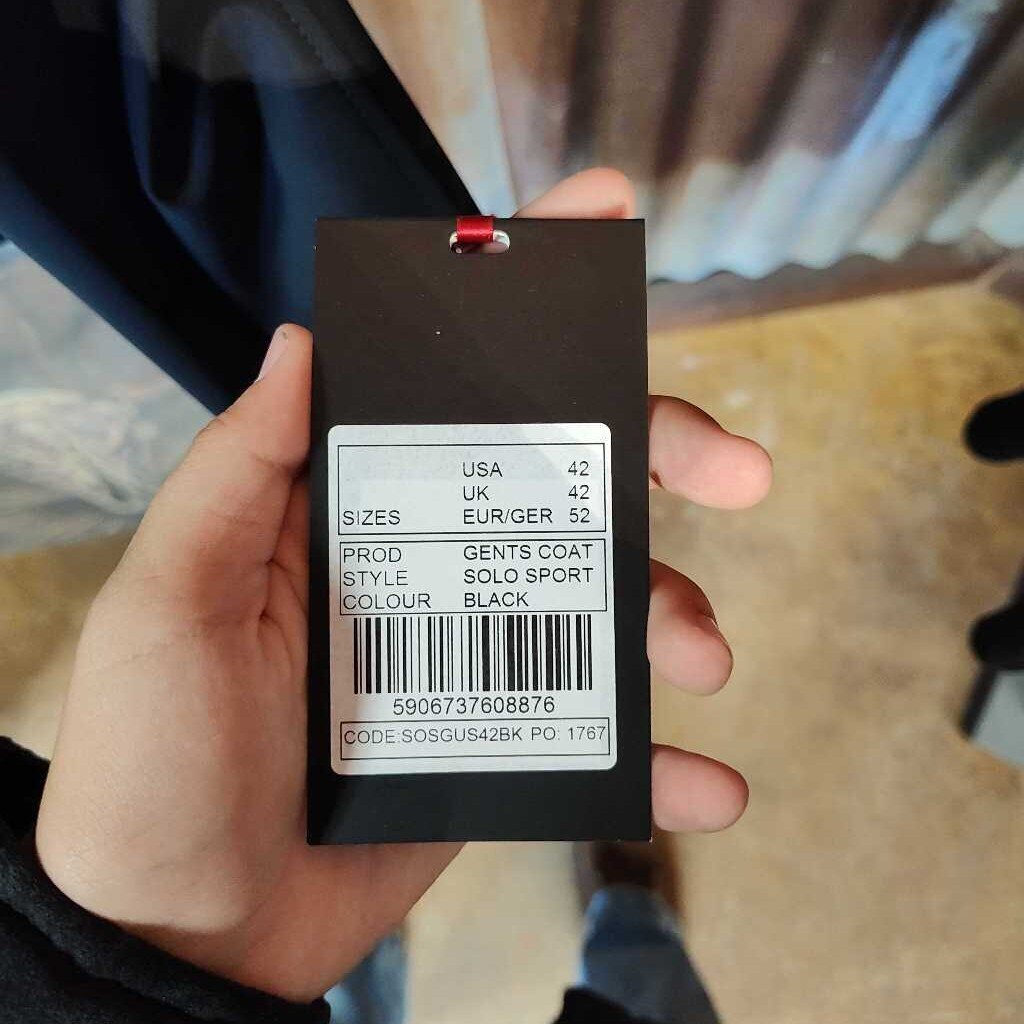 USA 42
UK 42
SIZES EUR/GER 52
PROD GENTS COAT
STYLE SOLO SPORT
COLOUR BLACK
5906737608876
CODE:SOSGUS42BK PO: 1767